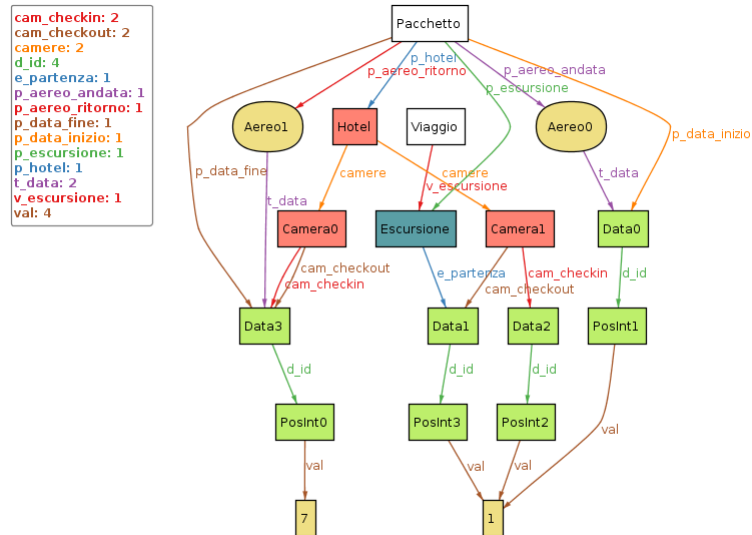 cam_checkin: 2
cam_checkout: 2
camere: 2
d_id: 4
e_partenza: 1
p_aereo_andata: 1
p_aereo_ritorno: 1
p_data_fine: 1
p_data_inizio: 1
p_escursione: 1
p_hotel: 1
t_data: 2
v_escursione: 1
val: 4
Pacchetto
p_hotel
p_aereo_ritorno
p_aereo_andata
p_escursione
Aereo1
Hotel
Viaggio
Aereo0
p_data_inizio
p_data_fine
camere
camere
t_data
v_escursione
t_data
Camera0
Escursione
Camera1
Data0
cam_checkout
e_partenza
cam_checkin
d_id
cam_checkin
cam_checkout
Data3
Data1
Data2
PosInt1
d_id
d_id
d_id
PosInt0
PosInt3
PosInt2
val
val
val
val
7
1